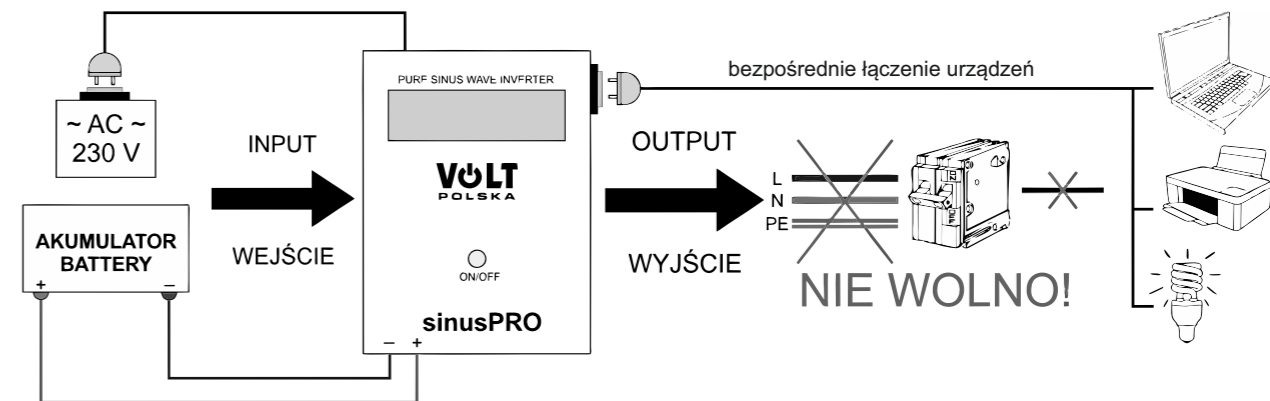 ~ AC ~
230 V
AKUMULATOR
BATTERY
+ –
INPUT
WEJŚCIE
PURE SINUS WAVE INVERTER
VOLT
POLSKA
ON/OFF
sinusPRO
– +
bezpośrednie łączenie urządzeń
OUTPUT
WYJŚCIE
L
N
PE
NIE WOLNO!